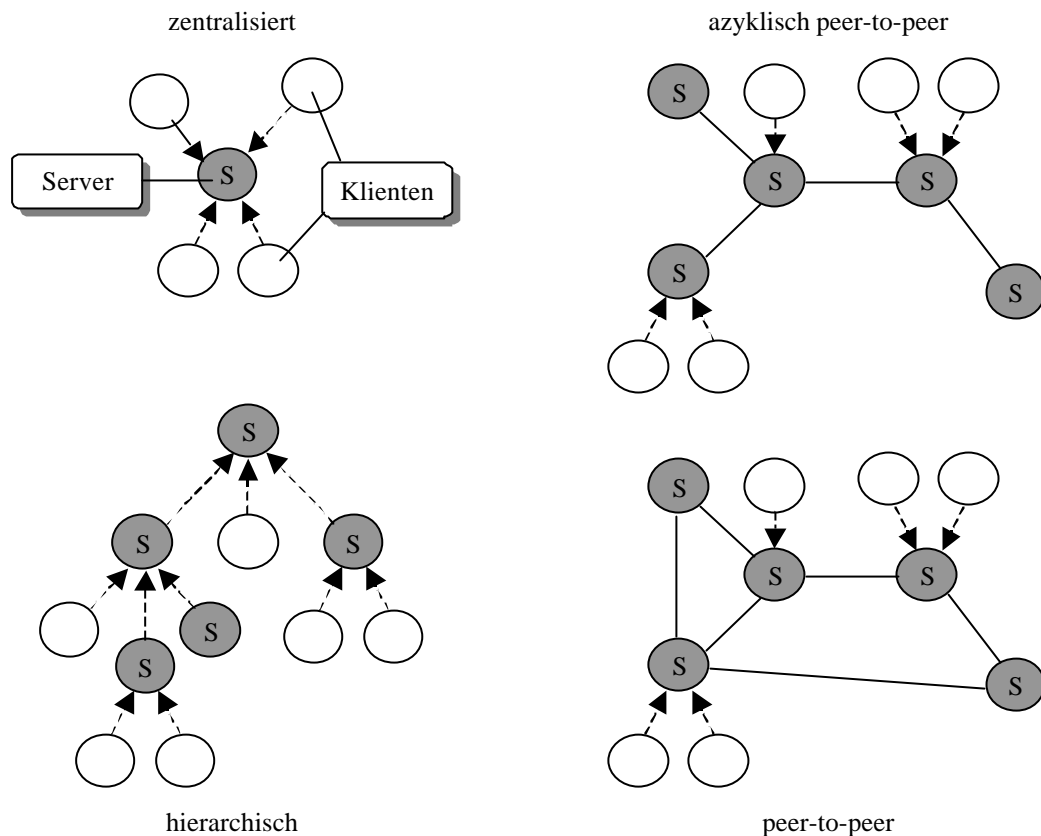 zentralisiert
Server
S
Klienten
azyklisch peer-to-peer
S
S
S
S
S
S
S
S
S
S
hierarchisch
S
S
S
S
S
peer-to-peer